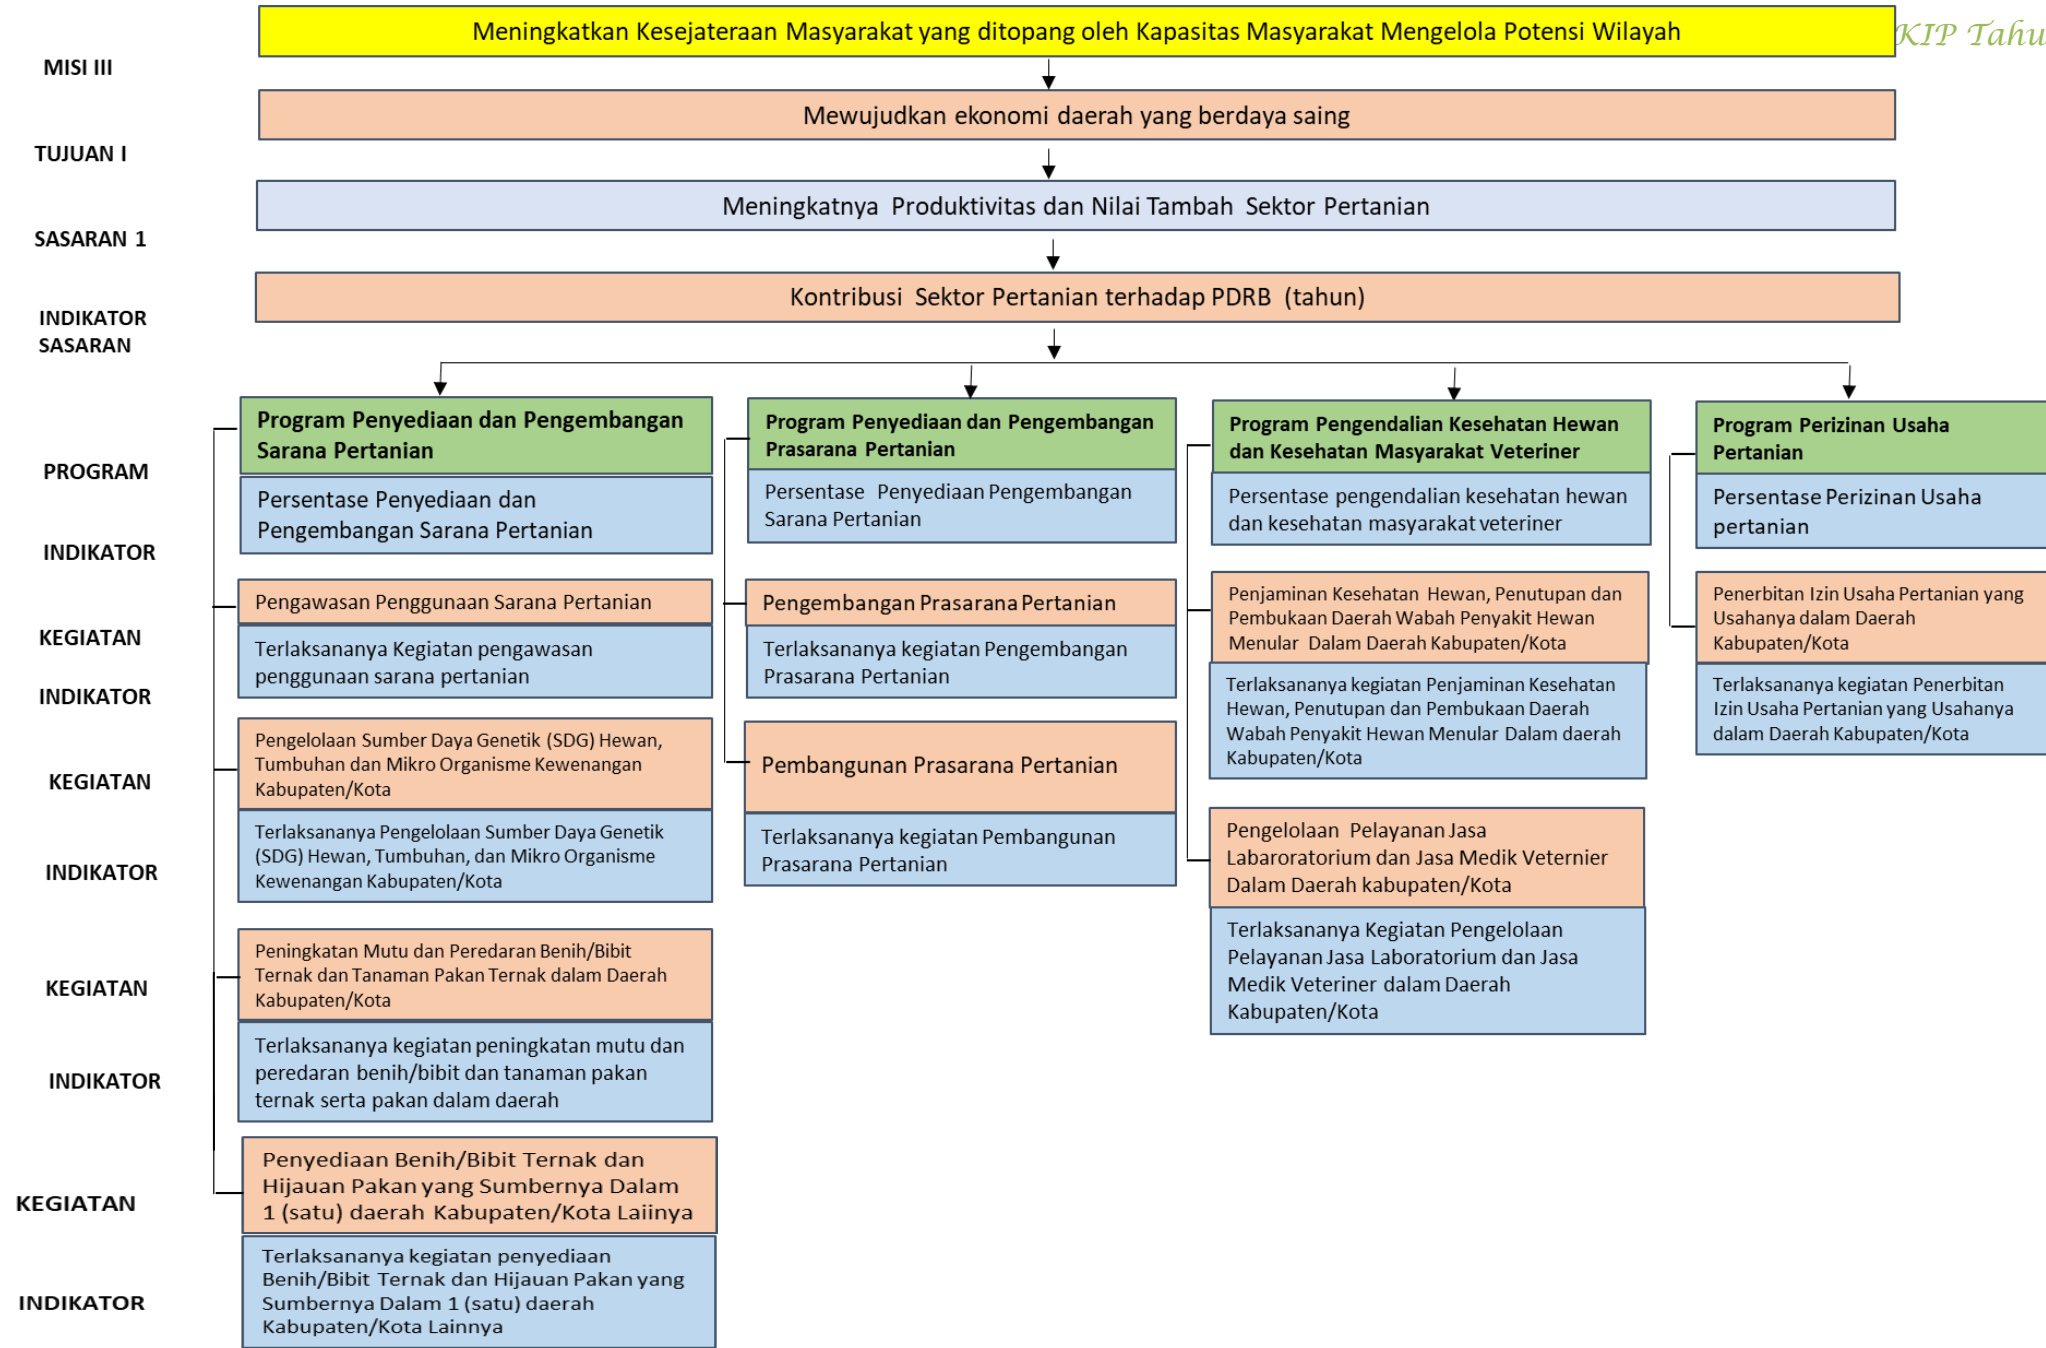 Meningkatkan Kesejateraan Masyarakat yang ditopang oleh Kapasitas Masyarakat Mengelola Potensi Wilayah
KIP Tahu
MISI III
Mewujudkan ekonomi daerah yang berdaya saing
TUJUAN I
Meningkatnya Produktivitas dan Nilai Tambah Sektor Pertanian
SASARAN 1
Kontribusi Sektor Pertanian terhadap PDRB (tahun)
INDIKATOR
SASARAN
PROGRAM
INDIKATOR
KEGIATAN
INDIKATOR
KEGIATAN
INDIKATOR
KEGIATAN
INDIKATOR
KEGIATAN
INDIKATOR
Program Penyediaan dan Pengembangan
Sarana Pertanian
Persentase Penyediaan dan
Pengembangan Sarana Pertanian
Pengawasan Penggunaan Sarana Pertanian
Terlaksananya Kegiatan pengawasan
penggunaan sarana pertanian
Pengelolaan Sumber Daya Genetik (SDG) Hewan,
Tumbuhan dan Mikro Organisme Kewenangan
Kabupaten/Kota
Terlaksananya Pengelolaan Sumber Daya Genetik
(SDG) Hewan, Tumbuhan, dan Mikro Organisme
Kewenangan Kabupaten/Kota
Peningkatan Mutu dan Peredaran Benih/Bibit
Ternak dan Tanaman Pakan Ternak dalam Daerah
Kabupaten/Kota
Terlaksananya kegiatan peningkatan mutu dan
peredaran benih/bibit dan tanaman pakan
ternak serta pakan dalam daerah
Penyediaan Benih/Bibit Ternak dan
Hijauan Pakan yang Sumbernya Dalam
1 (satu) daerah Kabupaten/Kota Laiinya
Terlaksananya kegiatan penyediaan
Benih/Bibit Ternak dan Hijauan Pakan yang
Sumbernya Dalam 1 (satu) daerah
Kabupaten/Kota Lainnya
Program Penyediaan dan Pengembangan
Prasarana Pertanian
Persentase Penyediaan Pengembangan
Sarana Pertanian
Pengembangan Prasarana Pertanian
Terlaksananya kegiatan Pengembangan
Prasarana Pertanian
Pembangunan Prasarana Pertanian
Terlaksananya kegiatan Pembangunan
Prasarana Pertanian
Program Pengendalian Kesehatan Hewan
dan Kesehatan Masyarakat Veteriner
Persentase pengendalian kesehatan hewan
dan kesehatan masyarakat veteriner
Penjaminan Kesehatan Hewan, Penutupan dan
Pembukaan Daerah Wabah Penyakit Hewan
Menular Dalam Daerah Kabupaten/Kota
Terlaksananya kegiatan Penjaminan Kesehatan
Hewan, Penutupan dan Pembukaan Daerah
Wabah Penyakit Hewan Menular Dalam daerah
Kabupaten/Kota
Pengelolaan Pelayanan Jasa
Labaroratorium dan Jasa Medik Veternier
Dalam Daerah kabupaten/Kota
Terlaksananya Kegiatan Pengelolaan
Pelayanan Jasa Laboratorium dan Jasa
Medik Veteriner dalam Daerah
Kabupaten/Kota
Program Perizinan Usaha
Pertanian
Persentase Perizinan Usaha
pertanian
Penerbitan Izin Usaha Pertanian yang
Usahanya dalam Daerah
Kabupaten/Kota
Terlaksananya kegiatan Penerbitan
Izin Usaha Pertanian yang Usahanya
dalam Daerah Kabupaten/Kota